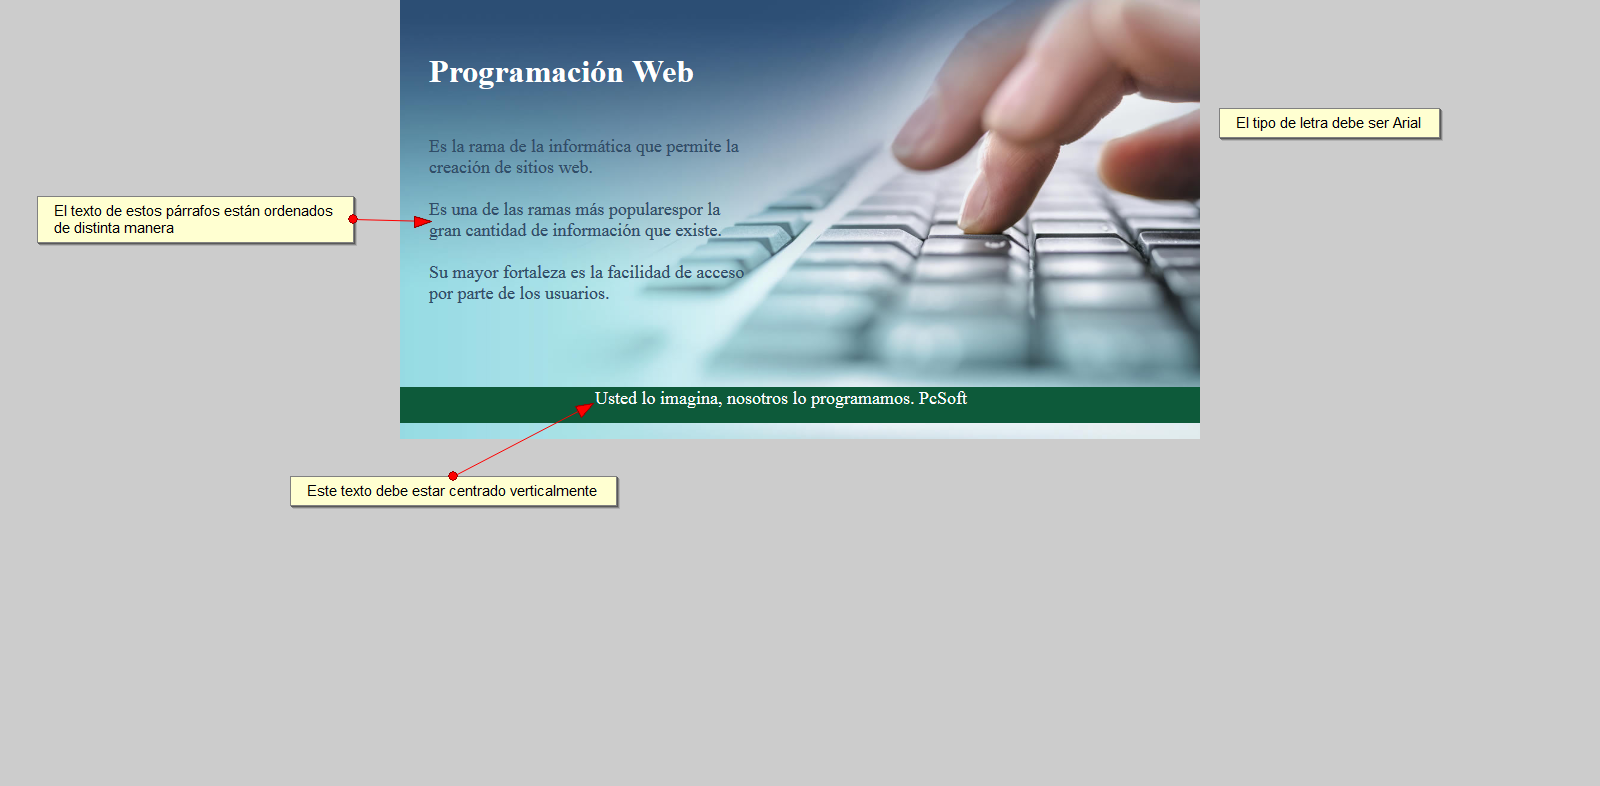 Programación Web
El tipo de letra debe ser Arial
Es la rama de la informática que permite la
creación de sitios web.
El texto de estos párrafos están ordenados
de distinta manera
Es una de las ramas más popularespor la
gran cantidad de información que existe.
Su mayor fortaleza es la facilidad de acceso
por parte de los usuarios.
Usted lo imagina, nosotros lo programamos. PcSoft
Este texto debe estar centrado verticalmente